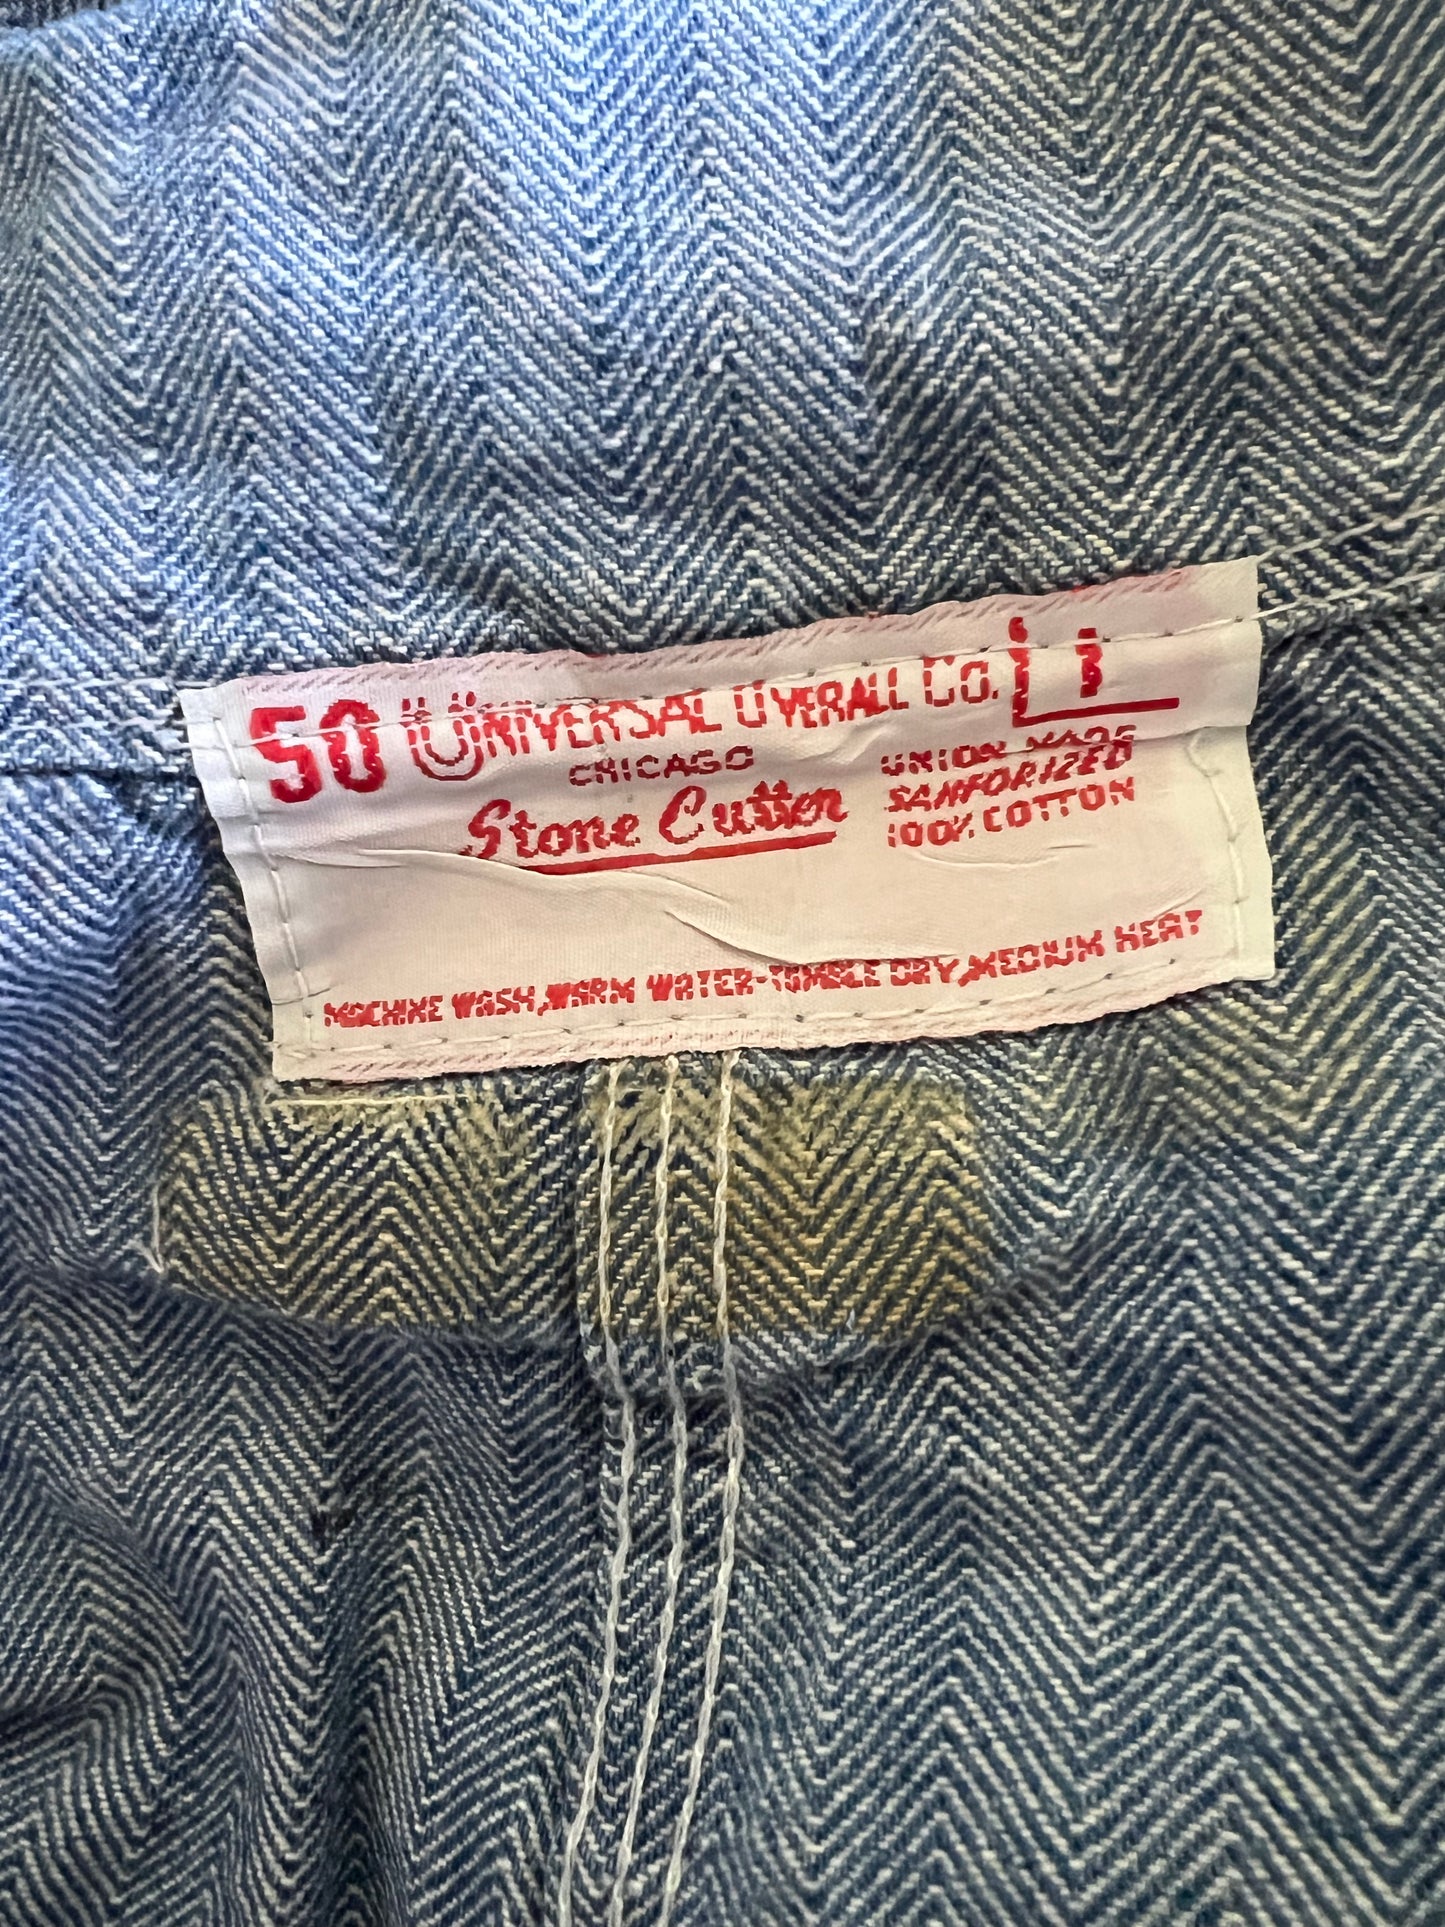 50 Universal Overall Co. L
CHICAGO
Stone Cutter
UNION MADE
SANFORIZED
100% COTTON
MACHINE WASH, WARM WATER-TUMBLE DRY, MEDIUM HEAT